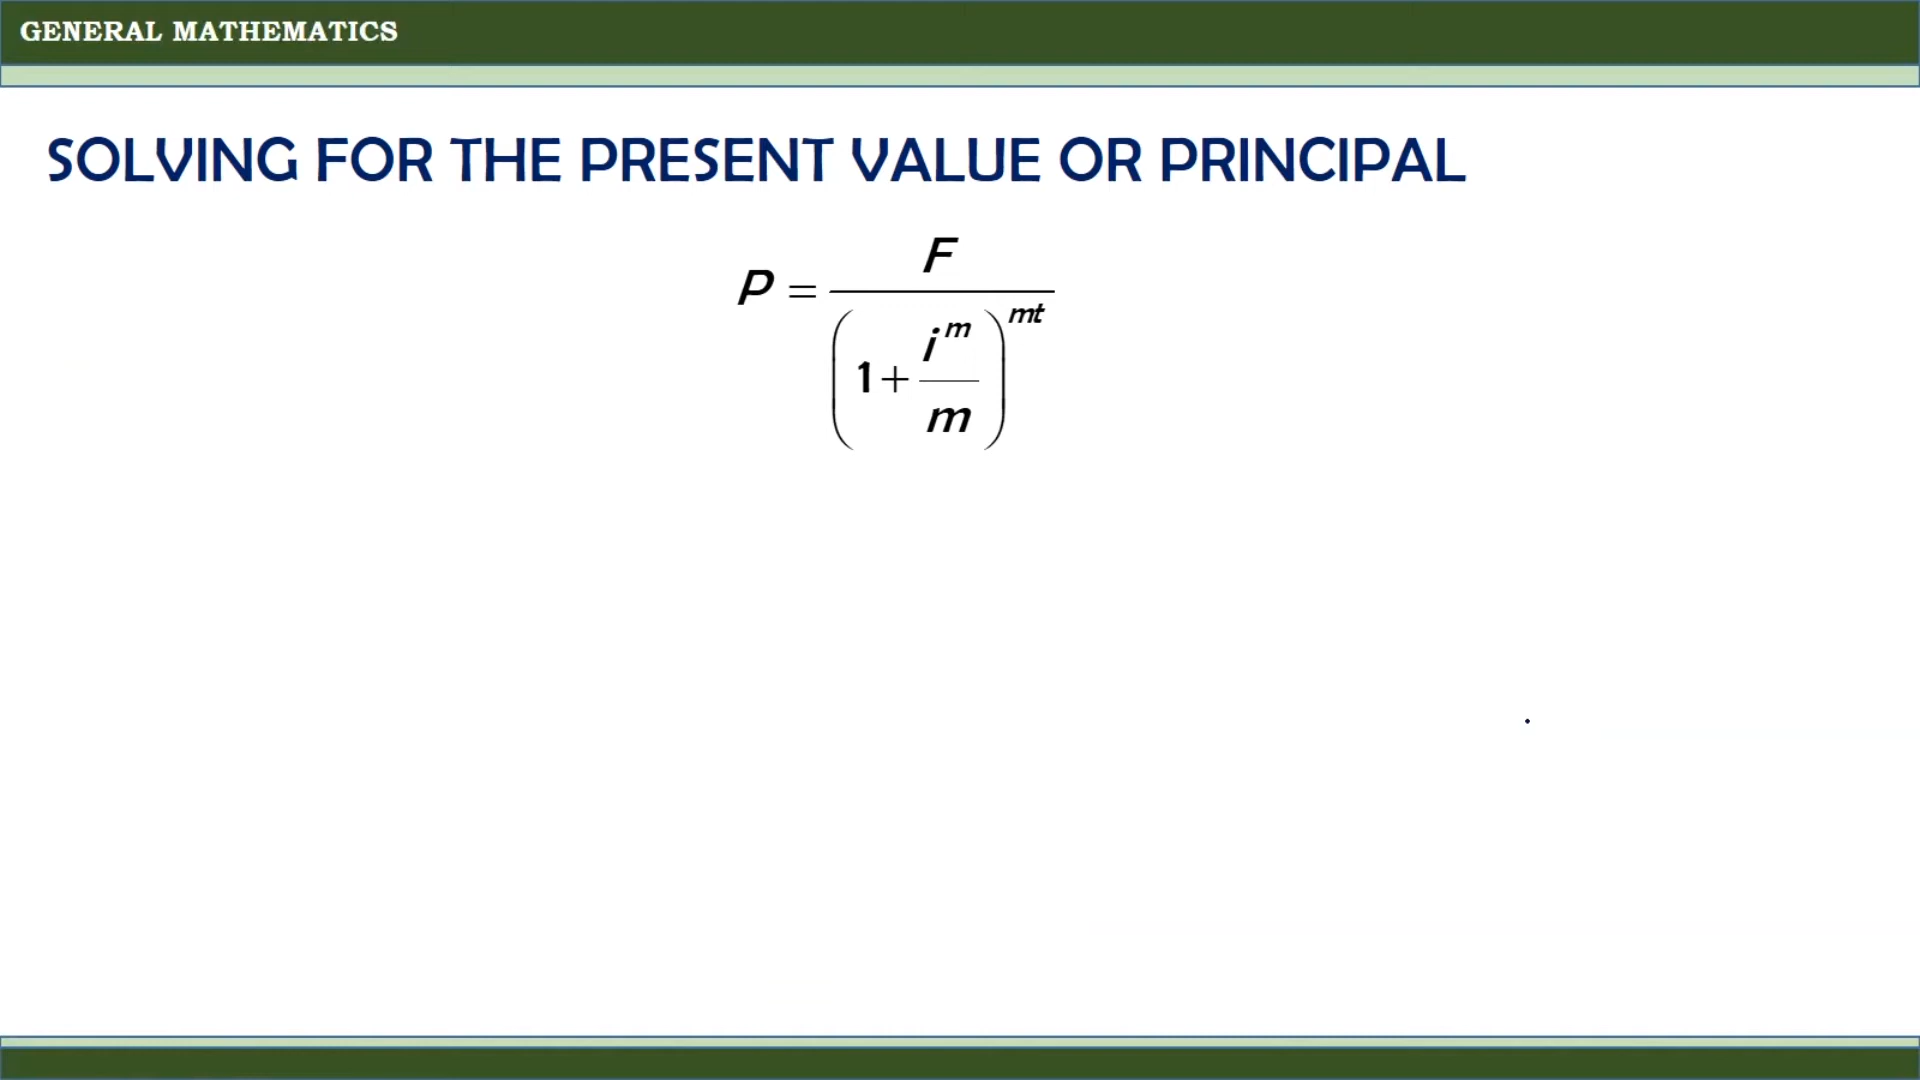 GENERAL MATHEMATICS
SOLVING FOR THE PRESENT VALUE OR PRINCIPAL
P = F / (1 + i^m / m)^mt